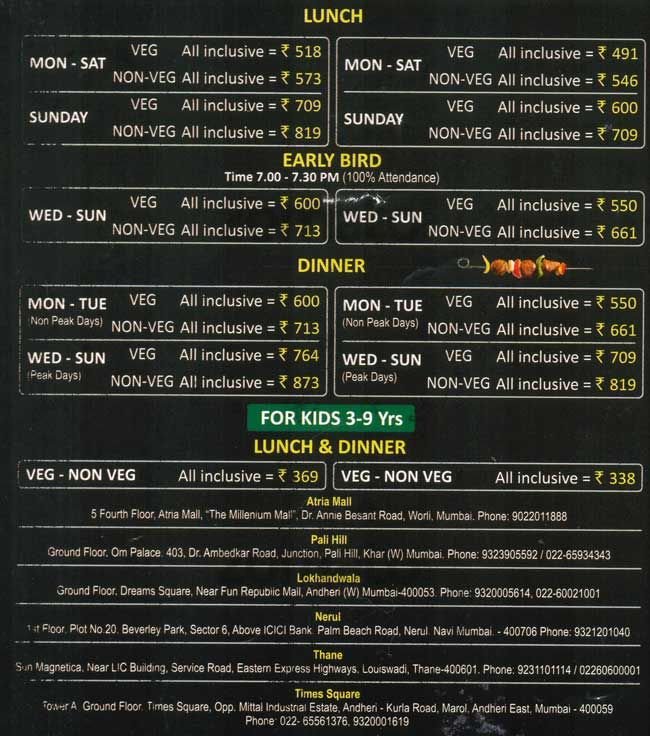 LUNCH
MON - SAT VEG All inclusive = ₹ 518
NON-VEG All inclusive = ₹ 573
SUNDAY VEG All inclusive = ₹ 709
NON-VEG All inclusive = ₹ 819
MON - SAT VEG All inclusive = ₹ 491
NON-VEG All inclusive = ₹ 546
SUNDAY VEG All inclusive = ₹ 600
NON-VEG All inclusive = ₹ 709
EARLY BIRD
Time 7.00 - 7.30 PM (100% Attendance)
WED - SUN VEG All inclusive = ₹ 600
NON-VEG All inclusive = ₹ 713
WED - SUN VEG All inclusive = ₹ 550
NON-VEG All inclusive = ₹ 661
DINNER
MON - TUE VEG All inclusive = ₹ 600
(Non Peak Days) NON-VEG All inclusive = ₹ 713
WED - SUN VEG All inclusive = ₹ 764
(Peak Days) NON-VEG All inclusive = ₹ 873
MON - TUE VEG All inclusive = ₹ 550
(Non Peak Days) NON-VEG All inclusive = ₹ 661
WED - SUN VEG All inclusive = ₹ 709
(Peak Days) NON-VEG All inclusive = ₹ 819
FOR KIDS 3-9 Yrs
LUNCH & DINNER
VEG - NON VEG All inclusive = ₹ 369
VEG - NON VEG All inclusive = ₹ 338
Atria Mall
5 Fourth Floor, Atria Mall, "The Millenium Mall", Dr. Annie Besant Road, Worli, Mumbai. Phone: 9022011888
Pali Hill
Ground Floor, Om Palace, 403, Dr. Ambedkar Road, Junction, Pali Hill, Khar (W) Mumbai. Phone: 9323905592 / 022-65934343
Lokhandwala
Ground Floor, Dreams Square, Near Fun Republic Mall, Andheri (W) Mumbai-400053. Phone: 9320005614, 022-60021001
Nerul
1st Floor, Plot No.20, Beverley Park, Sector 6, Above ICICI Bank, Palm Beach Road, Nerul, Navi Mumbai. - 400706 Phone: 9321201040
Thane
Sun Magnetica, Near LIC Building, Service Road, Eastern Express Highways, Louiswadi, Thane-400601. Phone: 9231101114 / 02260600001
Times Square
Tower A, Ground Floor, Times Square, Opp. Mittal Industrial Estate, Andheri - Kurla Road, Marol, Andheri East, Mumbai - 400059
Phone: 022- 65561376, 9320001619